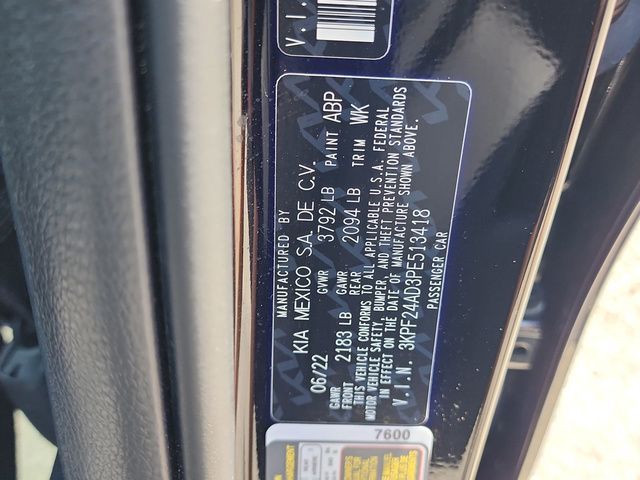 V.I.
MANUFACTURED BY
KIA MEXICO S.A. DE C.V.
06/22 GVWR 3792 LB PAINT ABP
GAWR FRONT 2183 LB GAWR REAR 2094 LB TRIM WK
THIS VEHICLE CONFORMS TO ALL APPLICABLE U.S.A. FEDERAL
MOTOR VEHICLE SAFETY, BUMPER, AND THEFT PREVENTION STANDARDS
IN EFFECT ON THE DATE OF MANUFACTURE SHOWN ABOVE.
V.I.N. 3KPF24AD3PE513418
PASSENGER CAR
7600